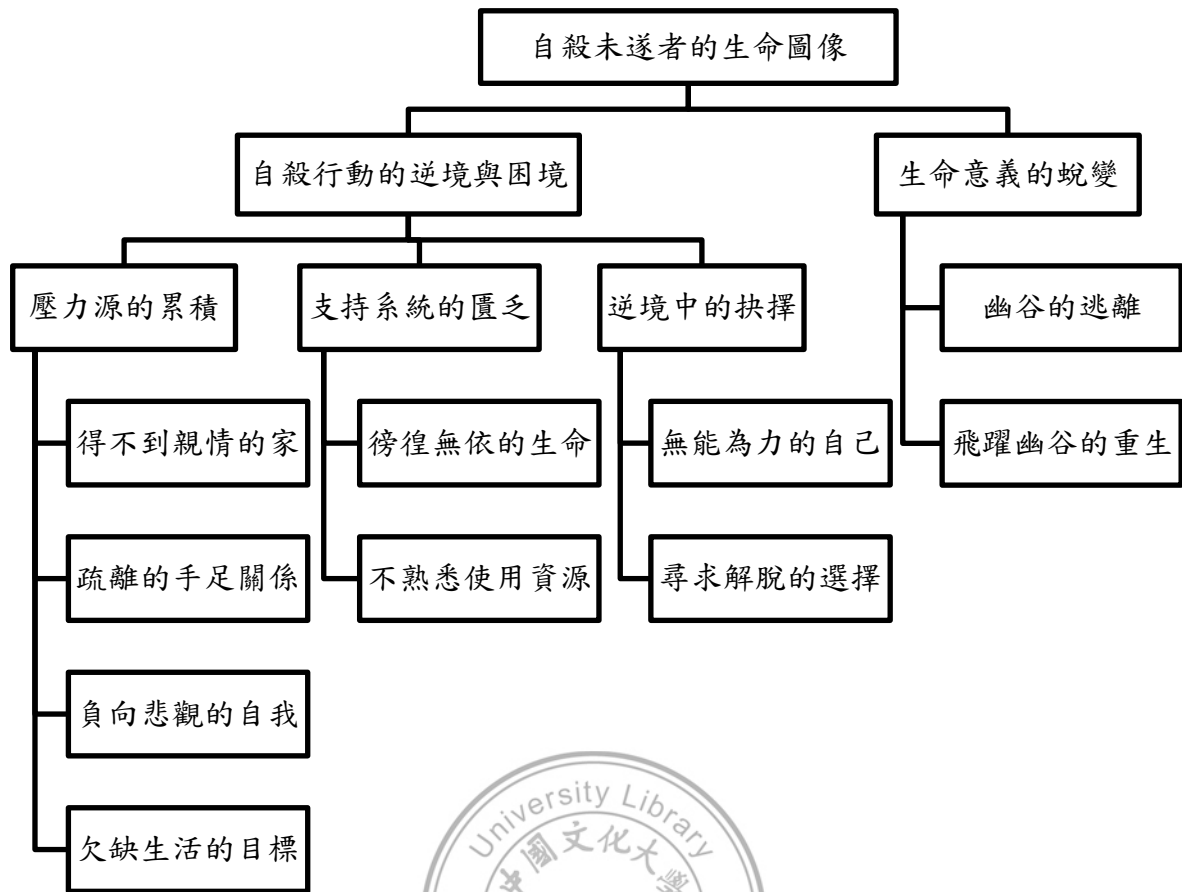 自殺未遂者的生命圖像
自殺行動的逆境與困境
生命意義的蛻變
壓力源的累積
支持系統的匱乏
逆境中的抉擇
幽谷的逃離
得不到親情的家
徬徨無依的生命
無能為力的自己
飛躍幽谷的重生
疏離的手足關係
不熟悉使用資源
尋求解脫的選擇
負向悲觀的自我
欠缺生活的目標
University Library
中國文化大學